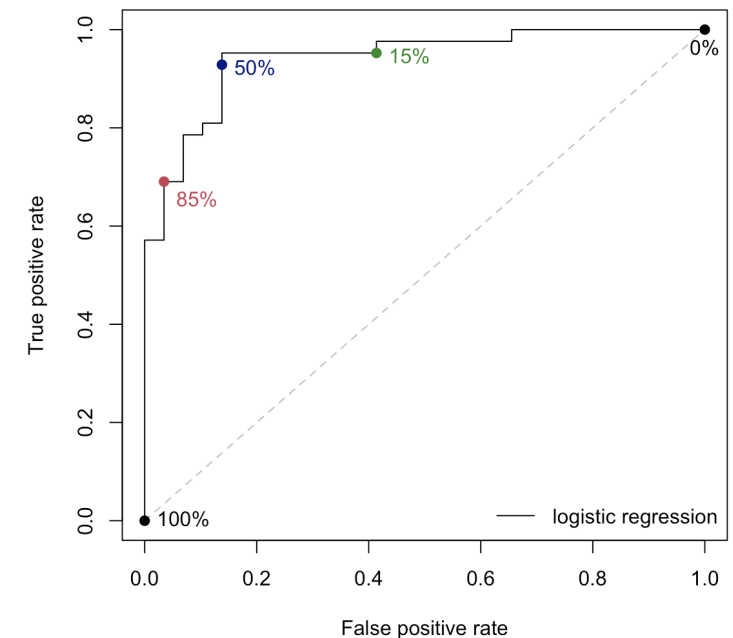 True positive rate
1.0
0.8
0.6
0.4
0.2
0.0
50%
15%
0%
85%
100%
logistic regression
0.0 0.2 0.4 0.6 0.8 1.0
False positive rate